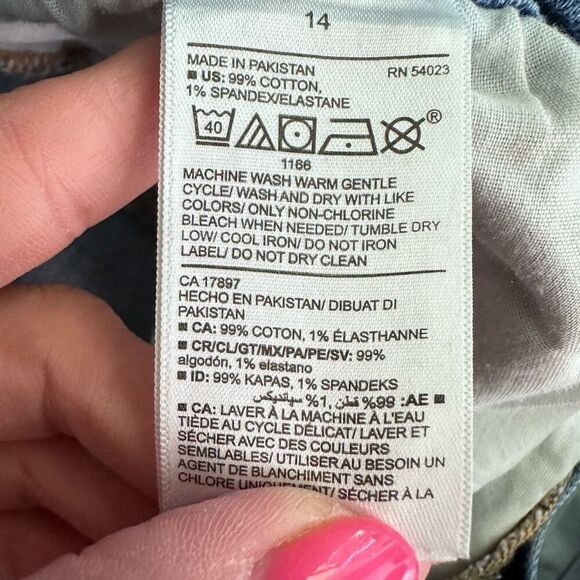 14
MADE IN PAKISTAN RN 54023
■ US: 99% COTTON,
1% SPANDEX/ELASTANE
40 ®
1166
MACHINE WASH WARM GENTLE
CYCLE/ WASH AND DRY WITH LIKE
COLORS/ ONLY NON-CHLORINE
BLEACH WHEN NEEDED/ TUMBLE DRY
LOW/ COOL IRON/ DO NOT IRON
LABEL/ DO NOT DRY CLEAN
CA 17897
HECHO EN PAKISTAN/ DIBUAT DI
PAKISTAN
■ CA: 99% COTON, 1% ÉLASTHANNE
■ CR/CL/GT/MX/PA/PE/SV: 99%
algodón, 1% elastano
■ ID: 99% KAPAS, 1% SPANDEKS
■ AE: 99% قطن, 1% سباندیکس
■ CA: LAVER À LA MACHINE À L'EAU
TIÈDE AU CYCLE DÉLICAT/ LAVER ET
SÉCHER AVEC DES COULEURS
SEMBLABLES/ UTILISER AU BESOIN UN
AGENT DE BLANCHIMENT SANS
CHLORE UNIQUEMENT/ SÉCHER À LA